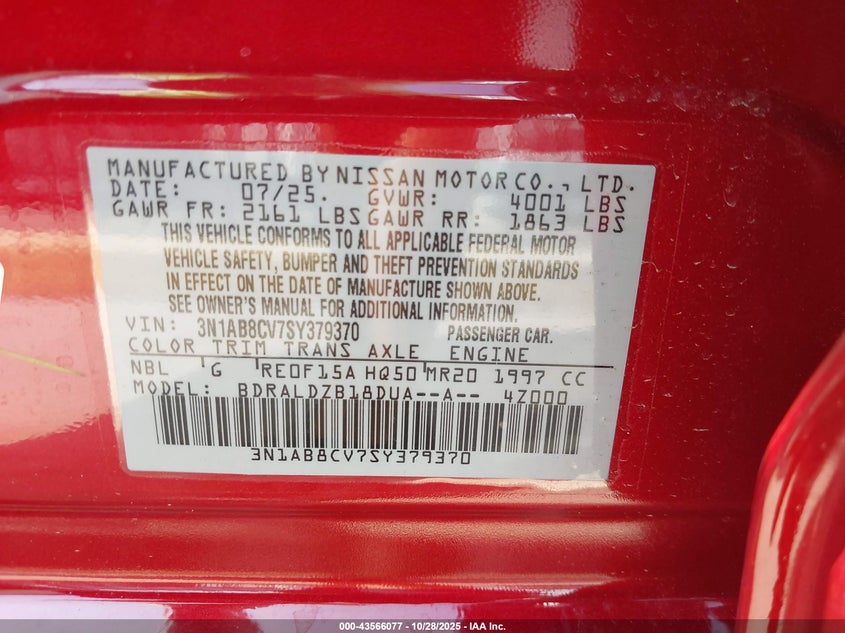 MANUFACTURED BY NISSAN MOTOR CO., LTD.
DATE: 07/25. GVWR: 4001 LBS
GAWR FR: 2161 LBS GAWR RR: 1863 LBS
THIS VEHICLE CONFORMS TO ALL APPLICABLE FEDERAL MOTOR
VEHICLE SAFETY, BUMPER AND THEFT PREVENTION STANDARDS
IN EFFECT ON THE DATE OF MANUFACTURE SHOWN ABOVE.
SEE OWNER'S MANUAL FOR ADDITIONAL INFORMATION.
VIN: 3N1AB8CV7SY379370 PASSENGER CAR.
COLOR TRIM TRANS AXLE ENGINE
NBL G RE0F15A HQ50 MR20 1997 CC
MODEL: BDRALDZB18DUA--A-- 4Z000
3N1AB8CV7SY379370
000-43566077 - 10/28/2025 - IAA Inc.